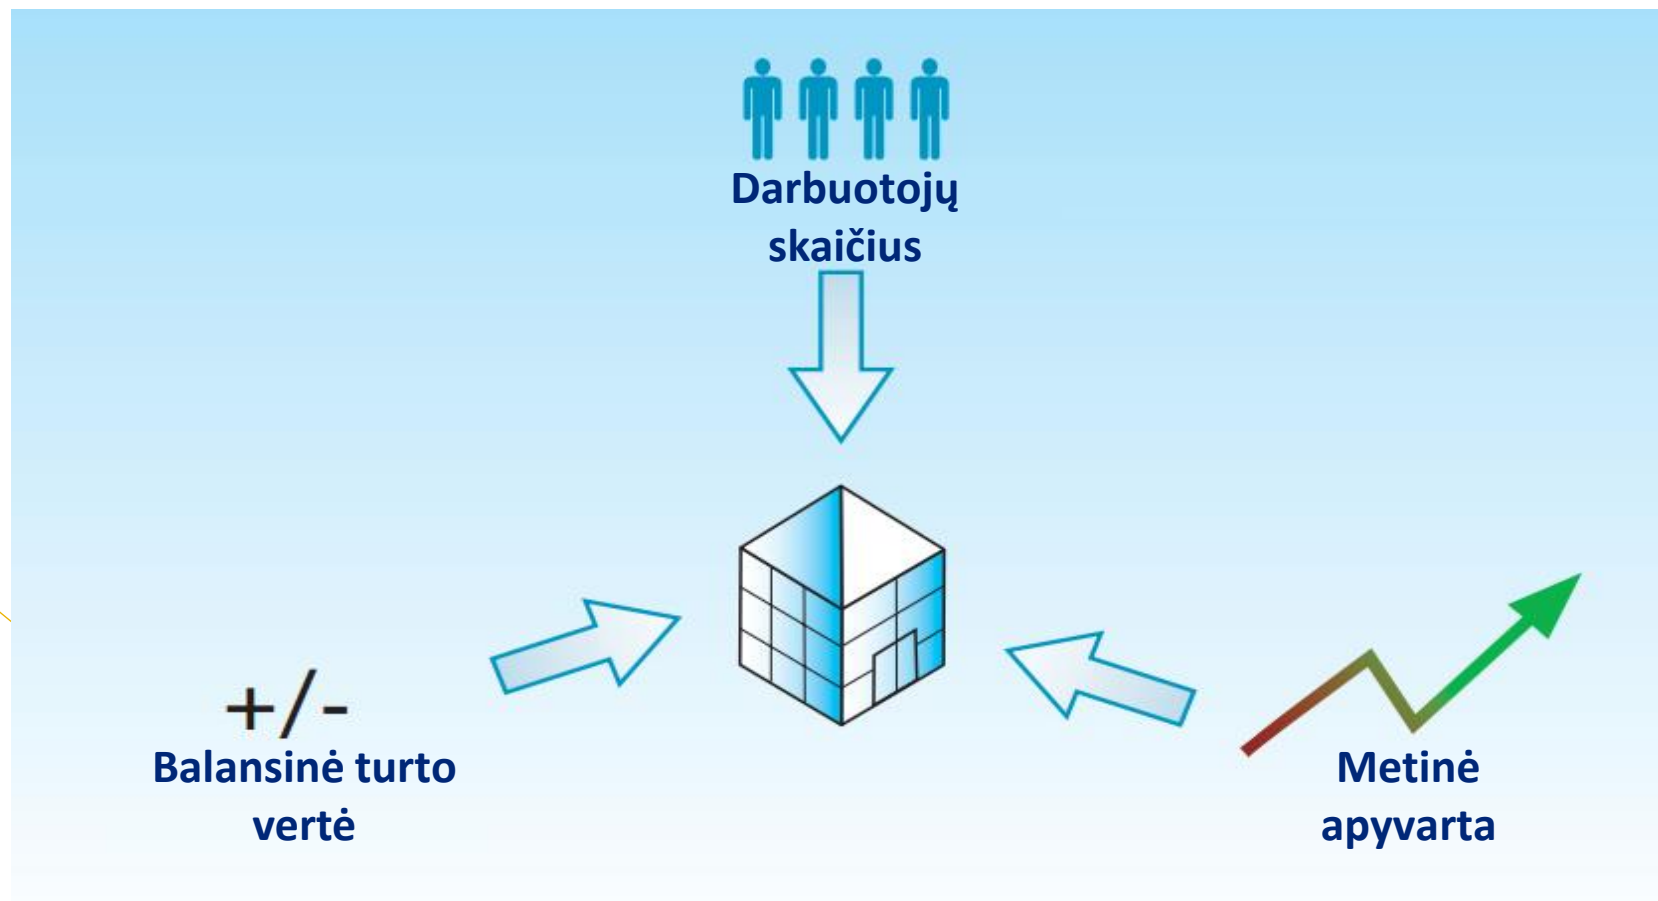 Darbuotojų
skaičius
+/-
Balansinė turto
vertė
Metinė
apyvarta